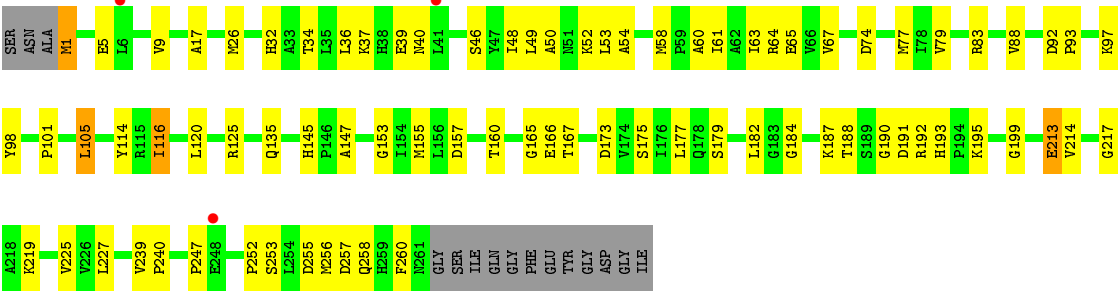 SER ASN ALA M1 E5 L6 V9 A17 M26 H32 A33 T34 L35 L36 K37 H38 E39 N40 L41 S46 Y47 I48 L49 A50 N51 K52 L53 A54 M58 P59 A60 I61 A62 I63 R64 E65 V66 V67 D74 M77 I78 V79 R83 V88 D92 P93 K97
Y98 P101 L105 Y114 R115 I116 L120 R125 Q135 H145 P146 A147 G153 I154 M155 L156 D157 T160 G165 E166 T167 D173 V174 S175 I176 L177 Q178 S179 L182 G183 G184 K187 T188 S189 G190 D191 R192 H193 P194 K195 G199 E213 V214 G217
A218 K219 V225 V226 L227 V239 P240 P247 E248 P252 S253 L254 D255 M256 D257 Q258 H259 F260 N261 GLY SER ILE GLN GLY PHE GLU TYR GLY ASP GLY ILE